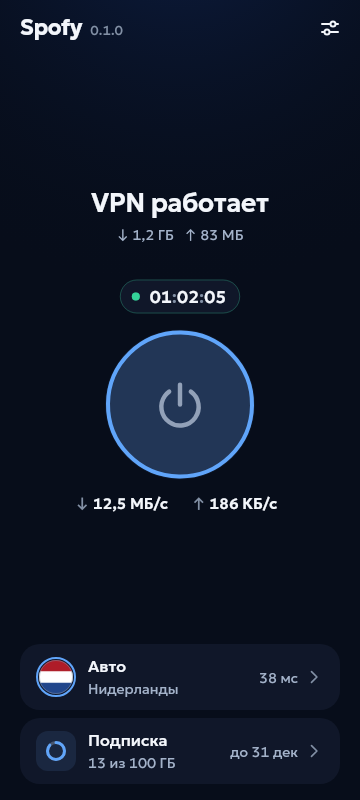 Spofy 0.1.0
VPN работает
↓ 1,2 ГБ ↑ 83 МБ
01:02:05
↓ 12,5 МБ/с ↑ 186 КБ/с
Авто
Нидерланды
38 мс
Подписка
13 из 100 ГБ
до 31 дек